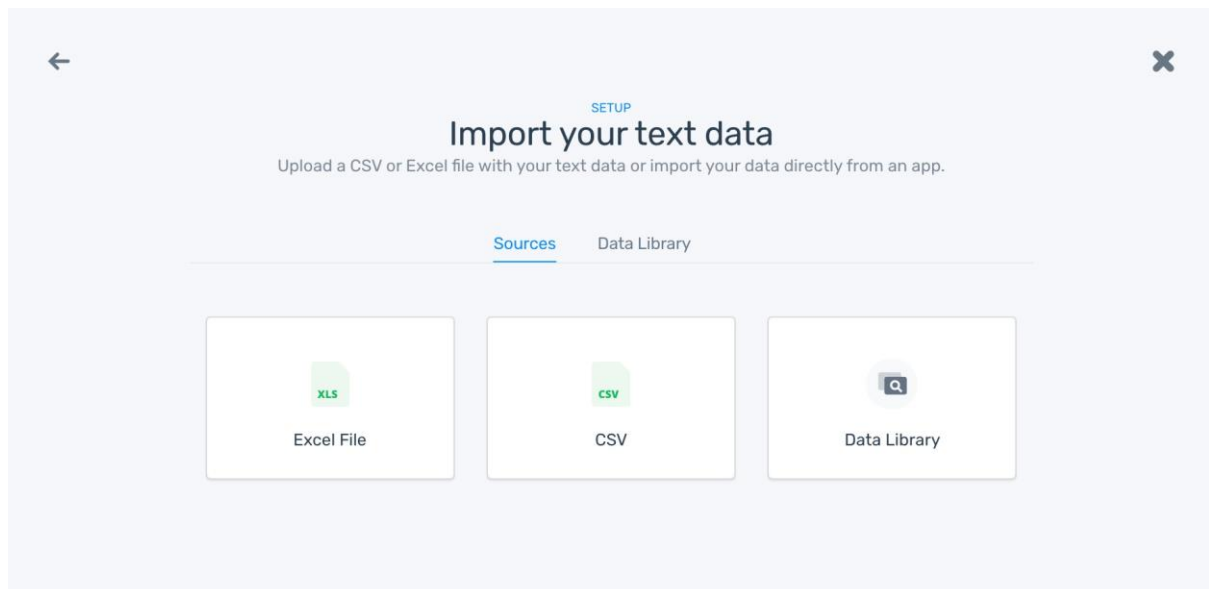 SETUP
Import your text data
Upload a CSV or Excel file with your text data or import your data directly from an app.
Sources Data Library
XLS CSV
Excel File CSV Data Library